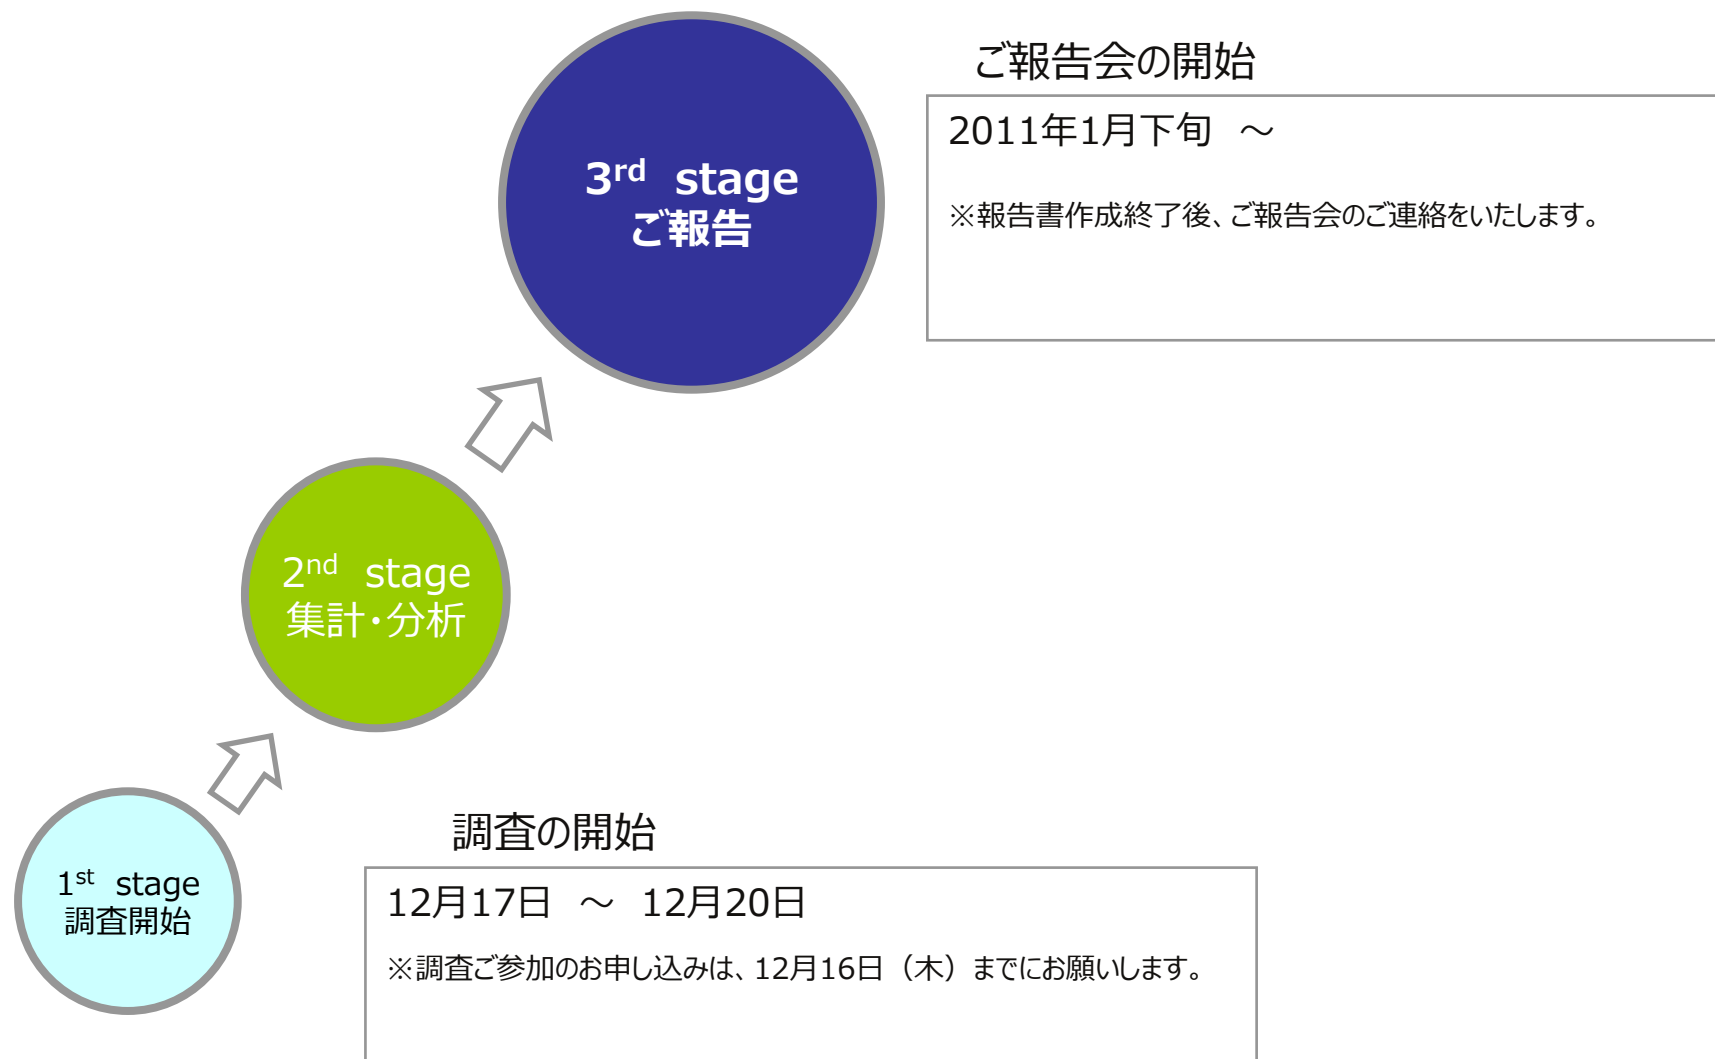 ご報告会の開始
2011年1月下旬 ～
※報告書作成終了後、ご報告会のご連絡をいたします。
3rd stage
ご報告
2nd stage
集計・分析
調査の開始
12月17日 ～ 12月20日
※調査ご参加のお申し込みは、12月16日（木）までにお願いします。
1st stage
調査開始